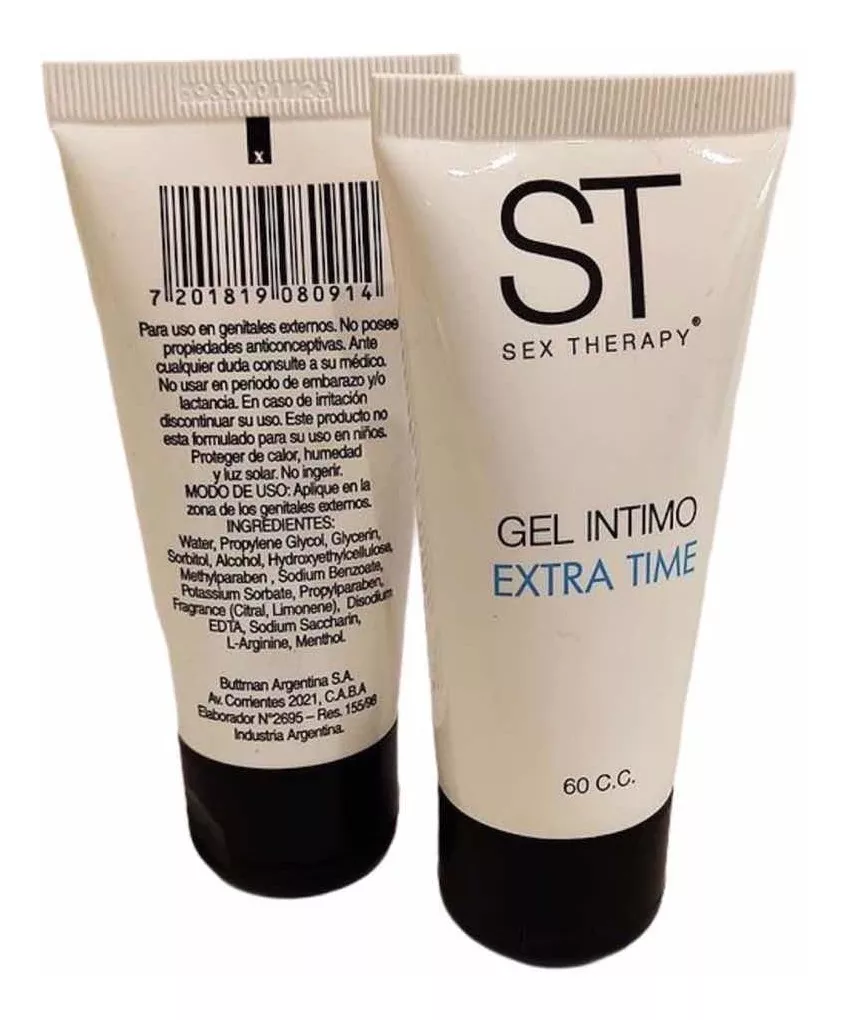 x
7 201819 080914
Para uso en genitales externos. No posee
propiedades anticonceptivas. Ante
cualquier duda consulte a su médico.
No usar en periodo de embarazo y/o
lactancia. En caso de irritación
discontinuar su uso. Este producto no
esta formulado para su uso en niños.
Proteger de calor, humedad
y luz solar. No ingerir.
MODO DE USO: Aplique en la
zona de los genitales externos.
INGREDIENTES:
Water, Propylene Glycol, Glycerin,
Sorbitol, Alcohol, Hydroxyethylcellulose,
Methylparaben , Sodium Benzoate,
Potassium Sorbate, Propylparaben,
Fragrance (Citral, Limonene), Disodium
EDTA, Sodium Saccharin,
L-Arginine, Menthol.
Buttman Argentina S.A.
Av. Corrientes 2021, C.A.B.A
Elaborador N°2695 – Res. 155/98
Industria Argentina.
ST
SEX THERAPY®
GEL INTIMO
EXTRA TIME
60 C.C.